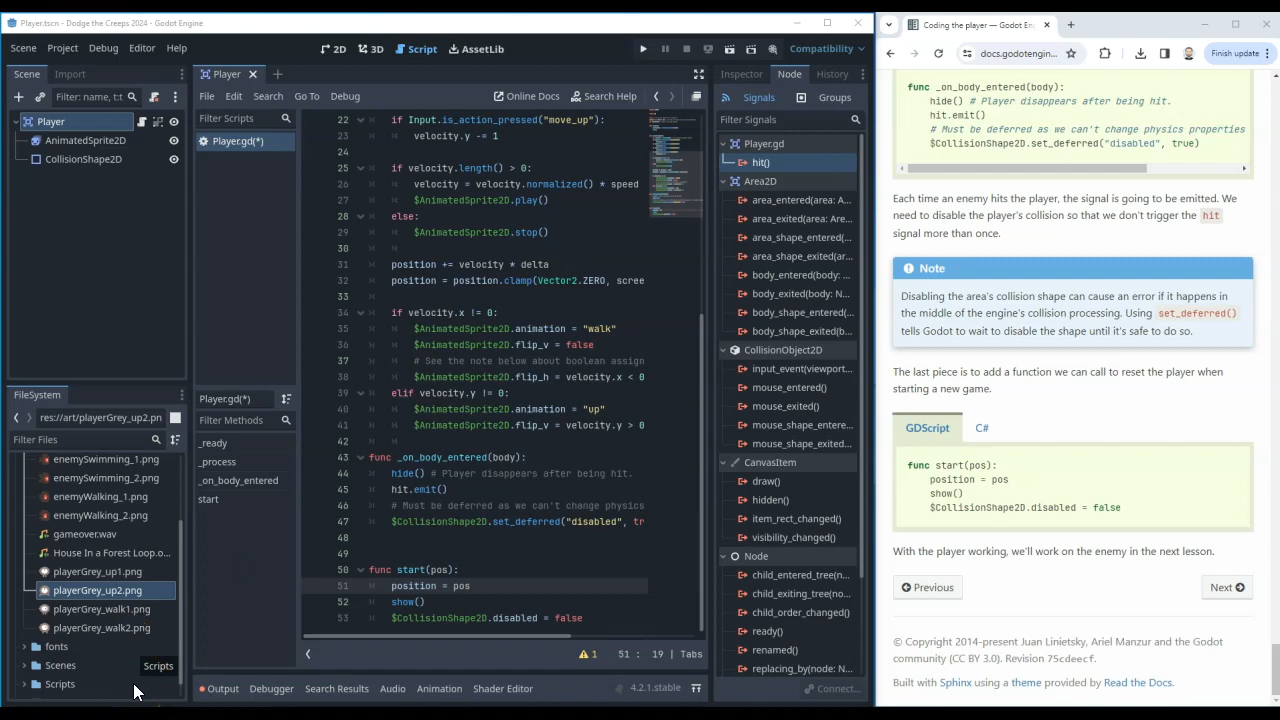 Player.tscn - Dodge the Creeps 2024 - Godot Engine
Scene Project Debug Editor Help
2D 3D Script AssetLib
Compatibility
Scene Import
Filter: name, t:t
Player
AnimatedSprite2D
CollisionShape2D
FileSystem
res://art/playerGrey_up2.pn
Filter Files
enemySwimming_1.png
enemySwimming_2.png
enemyWalking_1.png
enemyWalking_2.png
gameover.wav
House In a Forest Loop.o...
playerGrey_up1.png
playerGrey_up2.png
playerGrey_walk1.png
playerGrey_walk2.png
fonts
Scenes
Scripts
Scripts
Player
File Edit Search Go To Debug
Online Docs Search Help
Filter Scripts
Player.gd(*)
Player.gd(*)
Filter Methods
_ready
_process
_on_body_entered
start
22 if Input.is_action_pressed("move_up"):
23 velocity.y -= 1
24
25 if velocity.length() > 0:
26 velocity = velocity.normalized() * speed
27 $AnimatedSprite2D.play()
28 else:
29 $AnimatedSprite2D.stop()
30
31 position += velocity * delta
32 position = position.clamp(Vector2.ZERO, scree
33
34 if velocity.x != 0:
35 $AnimatedSprite2D.animation = "walk"
36 $AnimatedSprite2D.flip_v = false
37 # See the note below about boolean assign
38 $AnimatedSprite2D.flip_h = velocity.x < 0
39 elif velocity.y != 0:
40 $AnimatedSprite2D.animation = "up"
41 $AnimatedSprite2D.flip_v = velocity.y > 0
42
43 func _on_body_entered(body):
44 hide() # Player disappears after being hit.
45 hit.emit()
46 # Must be deferred as we can't change physics
47 $CollisionShape2D.set_deferred("disabled", tr
48
49
50 func start(pos):
51 position = pos
52 show()
53 $CollisionShape2D.disabled = false
1 51 : 19 | Tabs
Output Debugger Search Results Audio Animation Shader Editor
4.2.1.stable
Inspector Node History
Signals Groups
Filter Signals
Player.gd
hit()
Area2D
area_entered(area: A...
area_exited(area: Are...
area_shape_entered(...
area_shape_exited(ar...
body_entered(body: ...
body_exited(body: N...
body_shape_entered(...
body_shape_exited(b...
CollisionObject2D
input_event(viewport...
mouse_entered()
mouse_exited()
mouse_shape_entere...
mouse_shape_exited...
CanvasItem
draw()
hidden()
item_rect_changed()
visibility_changed()
Node
child_entered_tree(n...
child_exiting_tree(no...
child_order_changed()
ready()
renamed()
replacing_by(node: N...
Connect...
Coding the player — Godot En
docs.godotengin...
Finish update
func _on_body_entered(body):
hide() # Player disappears after being hit.
hit.emit()
# Must be deferred as we can't change physics properties
$CollisionShape2D.set_deferred("disabled", true)
Each time an enemy hits the player, the signal is going to be emitted. We
need to disable the player's collision so that we don't trigger the hit
signal more than once.
Note
Disabling the area's collision shape can cause an error if it happens in
the middle of the engine's collision processing. Using set_deferred()
tells Godot to wait to disable the shape until it's safe to do so.
The last piece is to add a function we can call to reset the player when
starting a new game.
GDScript C#
func start(pos):
position = pos
show()
$CollisionShape2D.disabled = false
With the player working, we'll work on the enemy in the next lesson.
Previous Next
© Copyright 2014-present Juan Linietsky, Ariel Manzur and the Godot
community (CC BY 3.0). Revision 75cdeecf.
Built with Sphinx using a theme provided by Read the Docs.